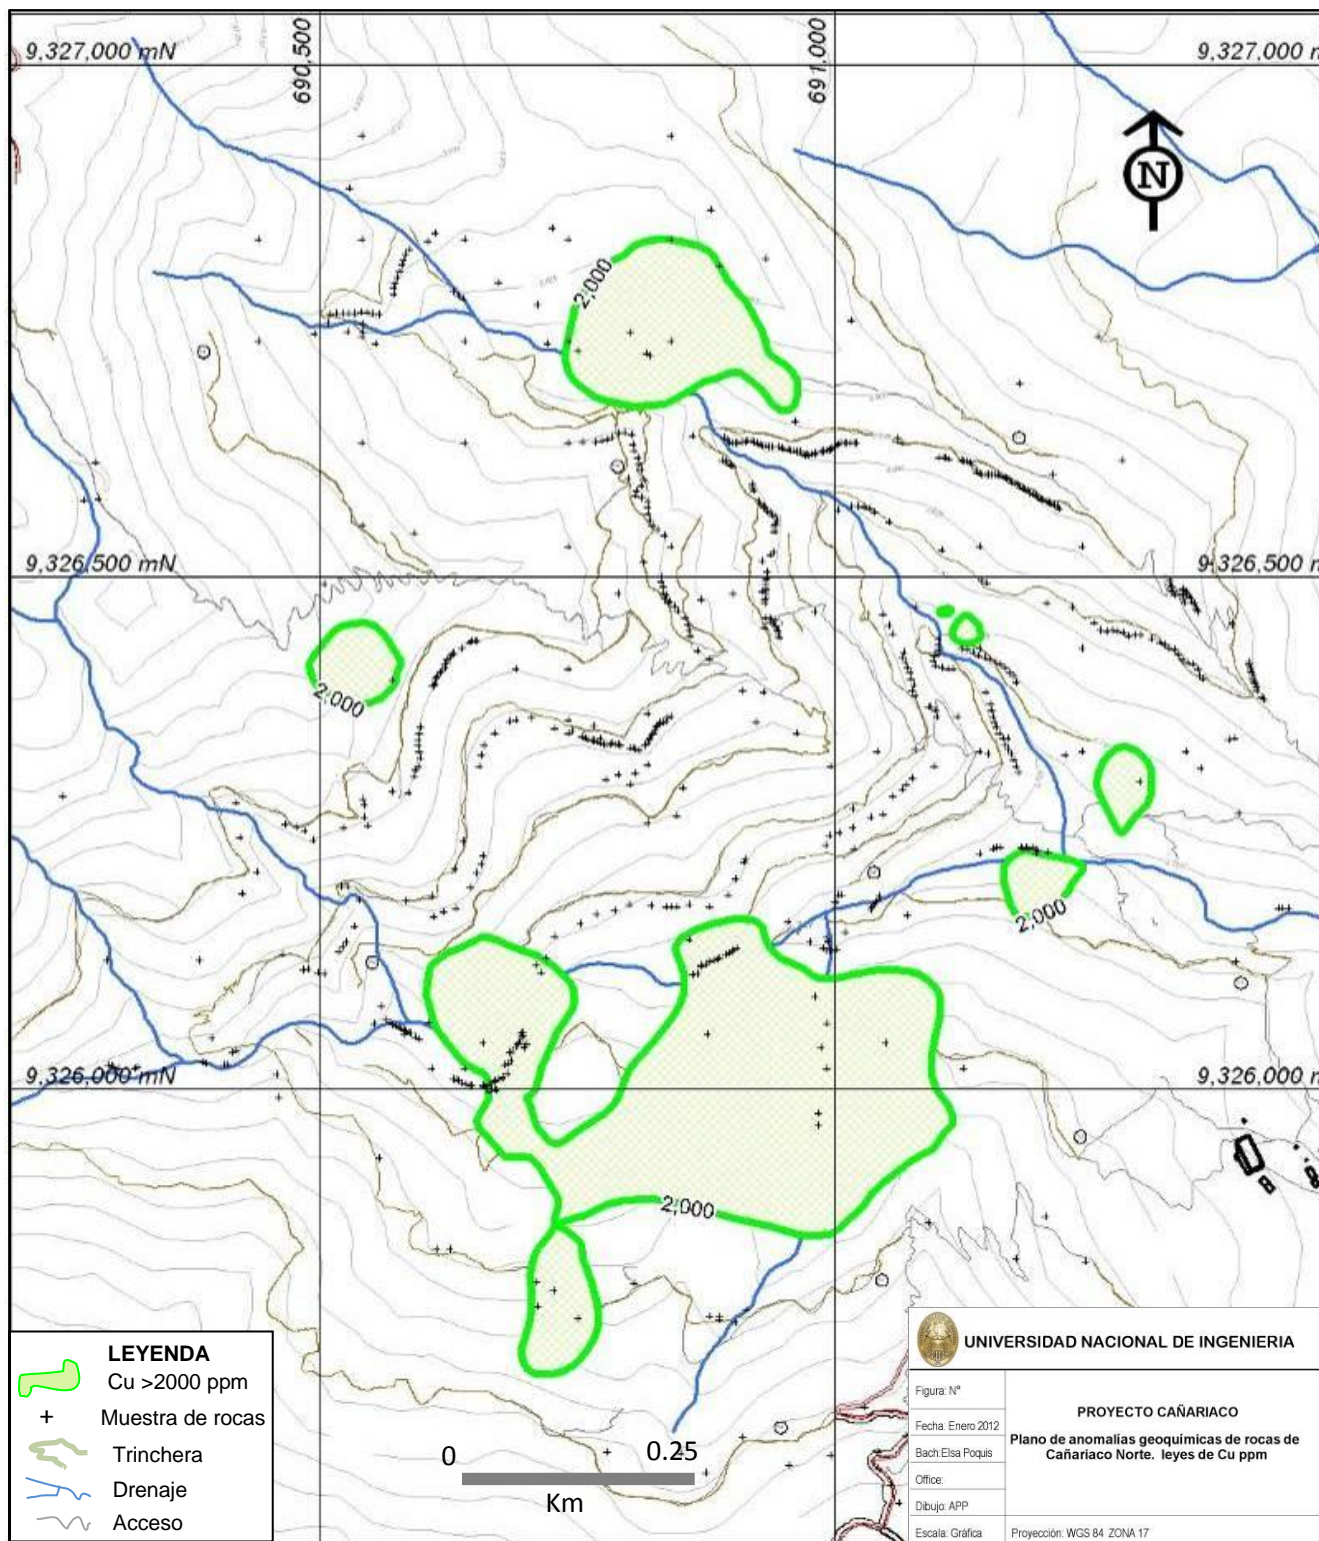 690,500
691,000
9,327,000 mN
9,327,000 mN
N
2,000
9,326,500 mN
9,326,500 m
2,000
2,000
9,326,000 mN
9,326,000 mN
2,000
LEYENDA
Cu >2000 ppm
Muestra de rocas
Trinchera
Drenaje
Acceso
0 0.25
Km
UNIVERSIDAD NACIONAL DE INGENIERIA
Figura: N°
Fecha: Enero 2012
Bach:Elsa Poquis
Office:
Dibujo: APP
Escala: Gráfica
PROYECTO CAÑARIACO
Plano de anomalías geoquímicas de rocas de
Cañariaco Norte. leyes de Cu ppm
Proyección: WGS 84 ZONA 17